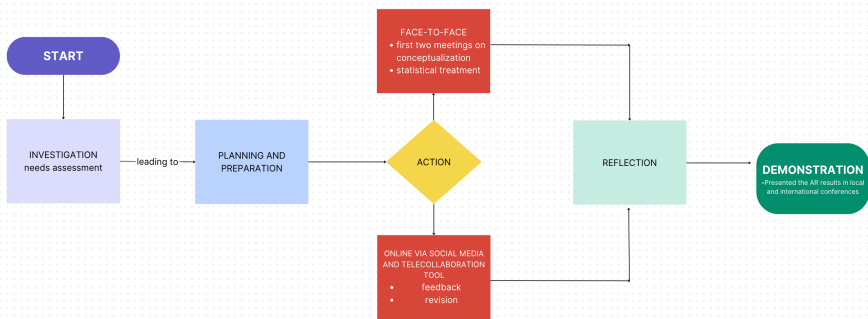 START
INVESTIGATION
needs assessment
leading to
PLANNING AND
PREPARATION
ACTION
FACE-TO-FACE
• first two meetings on
conceptualization
• statistical treatment
ONLINE VIA SOCIAL MEDIA
AND TELECOLLABORATION
TOOL
• feedback
• revision
REFLECTION
DEMONSTRATION
-Presented the AR results in local
and international conferences